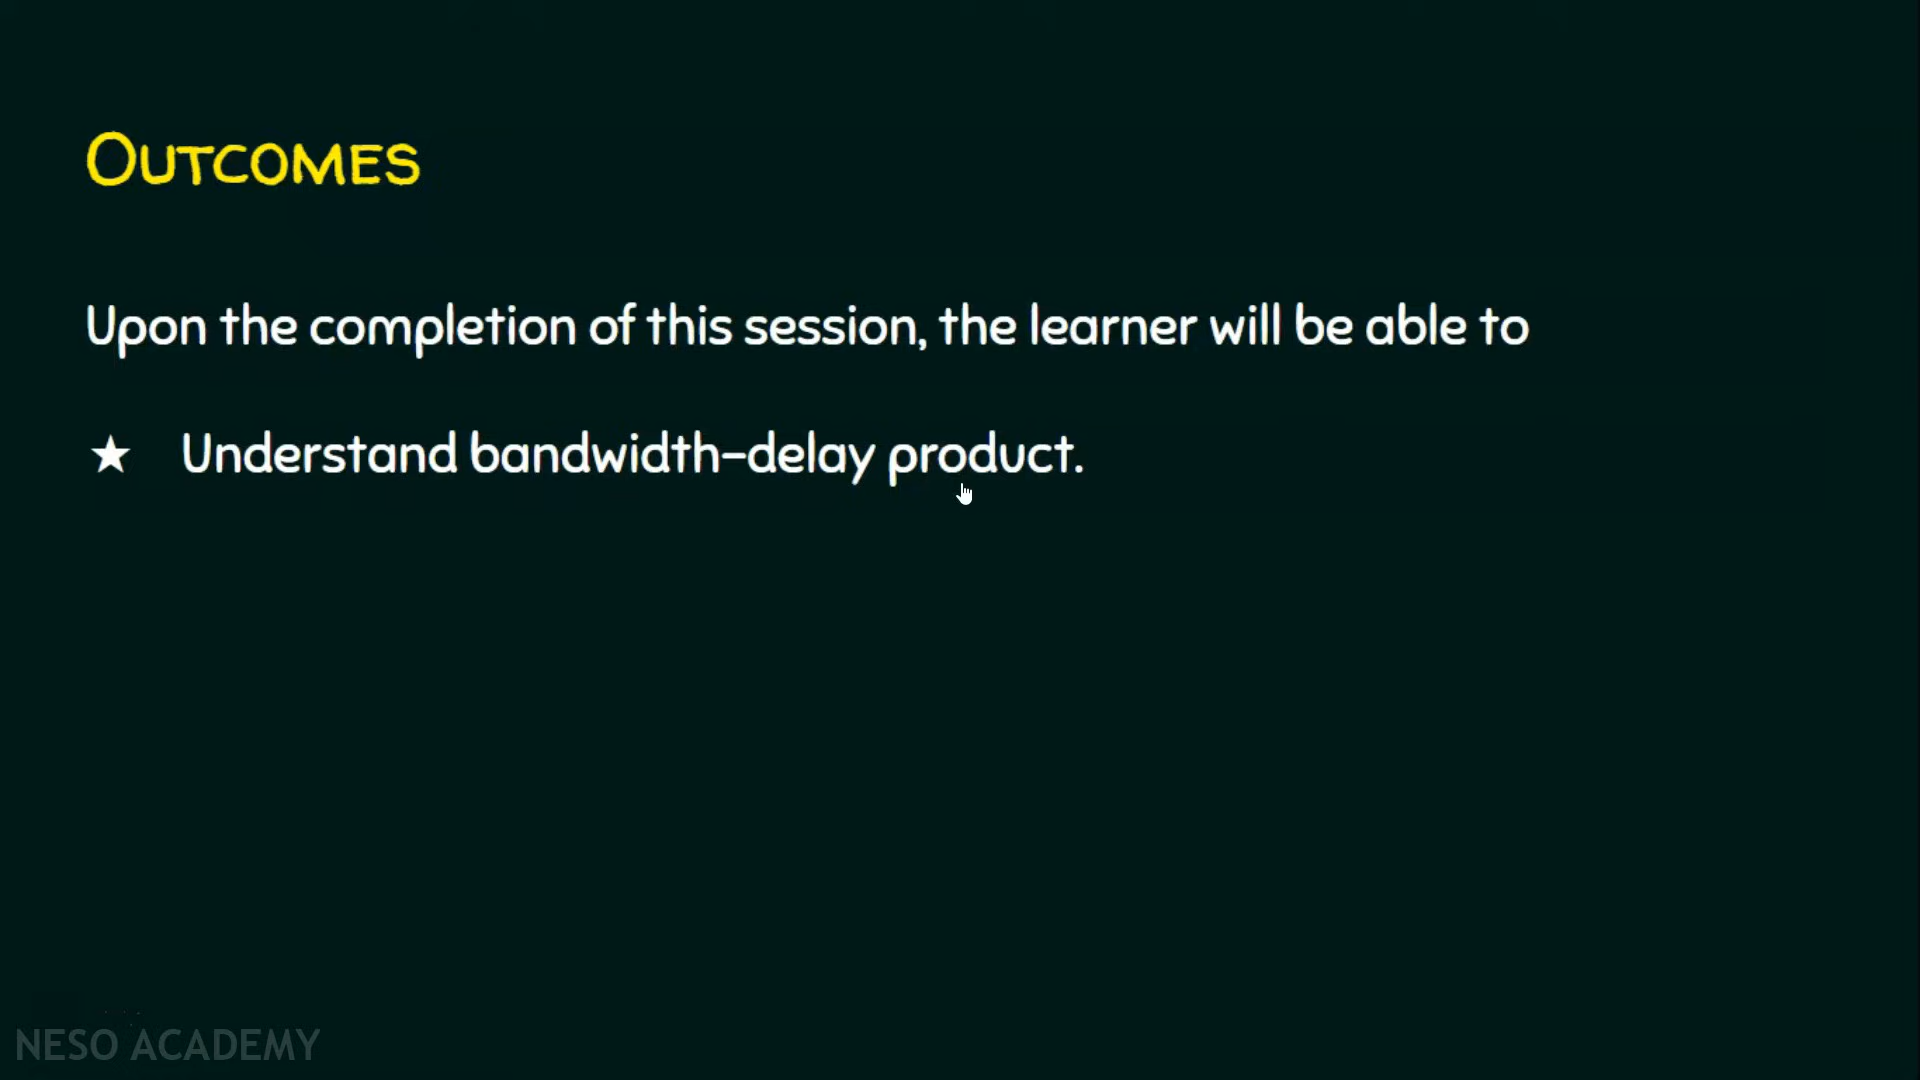 OUTCOMES
Upon the completion of this session, the learner will be able to
★ Understand bandwidth-delay product.
NESO ACADEMY